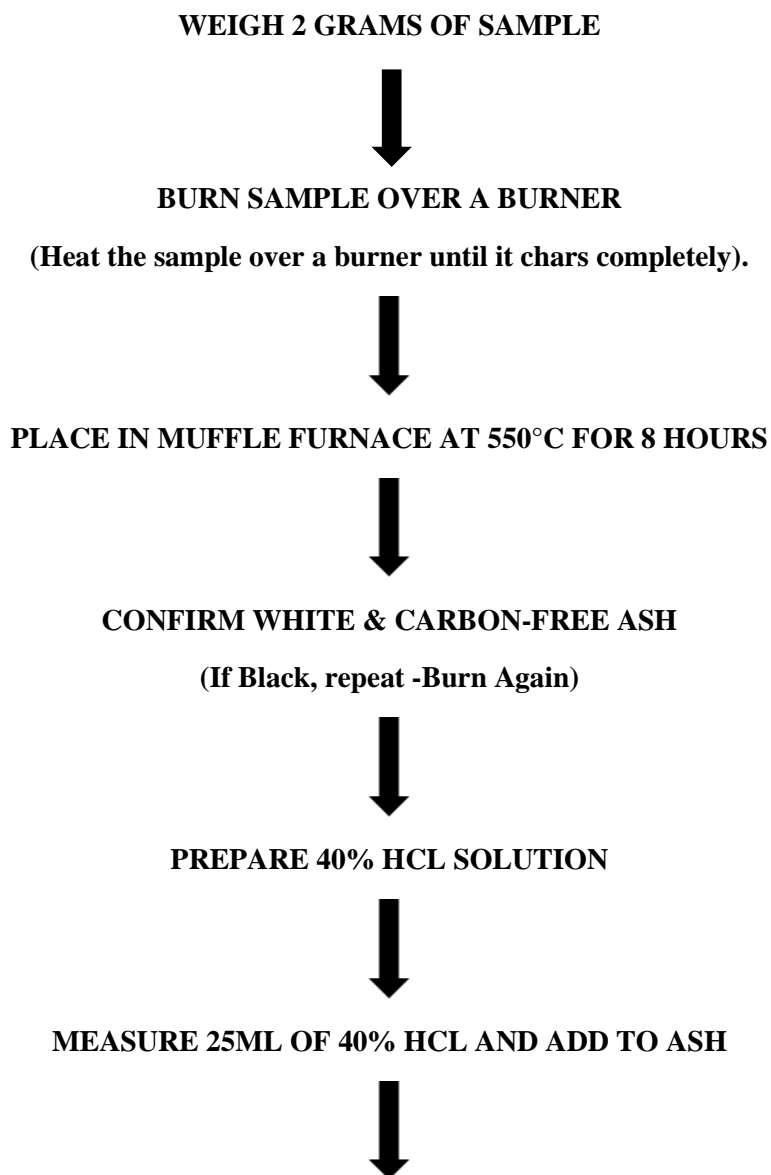 WEIGH 2 GRAMS OF SAMPLE
BURN SAMPLE OVER A BURNER
(Heat the sample over a burner until it chars completely).
PLACE IN MUFFLE FURNACE AT 550°C FOR 8 HOURS
CONFIRM WHITE & CARBON-FREE ASH
(If Black, repeat -Burn Again)
PREPARE 40% HCL SOLUTION
MEASURE 25ML OF 40% HCL AND ADD TO ASH